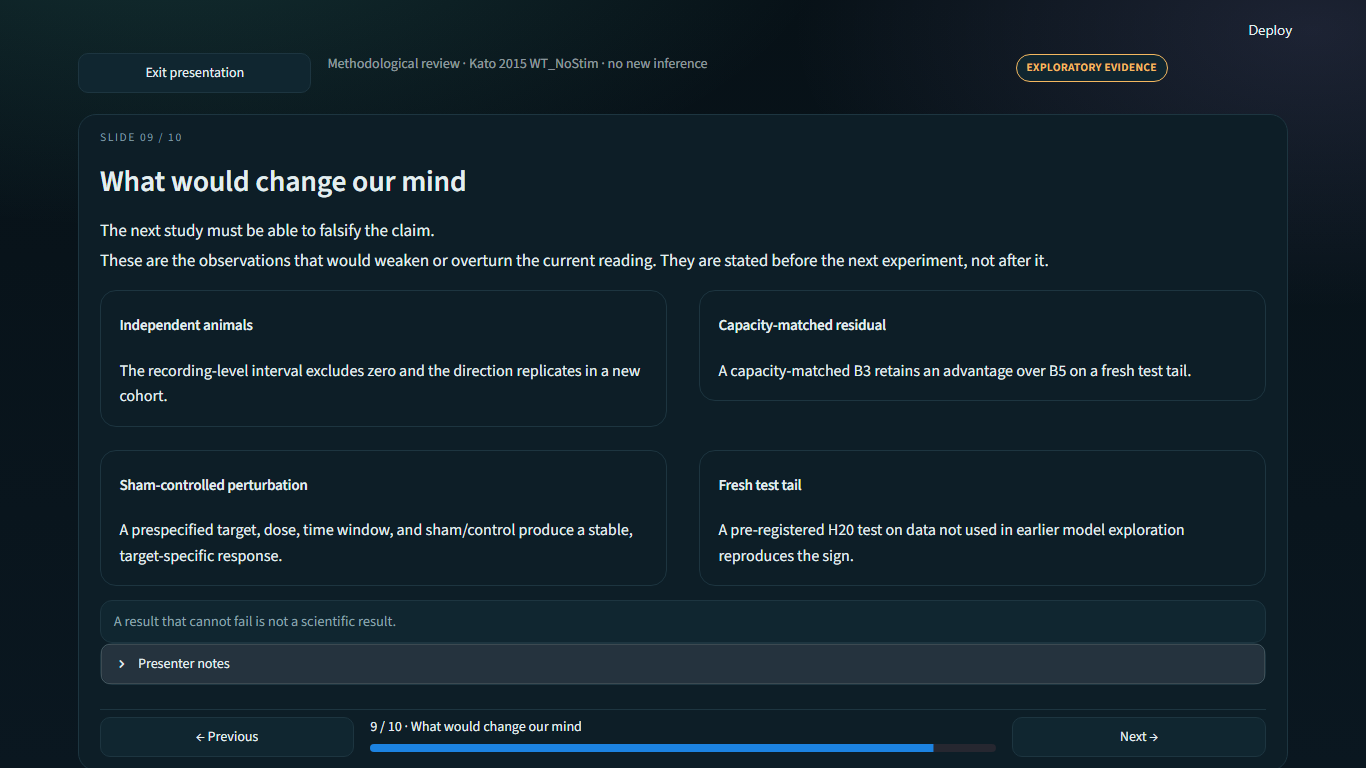 Deploy
Exit presentation
Methodological review · Kato 2015 WT_NoStim · no new inference
EXPLORATORY EVIDENCE
SLIDE 09 / 10
What would change our mind
The next study must be able to falsify the claim.
These are the observations that would weaken or overturn the current reading. They are stated before the next experiment, not after it.
Independent animals
The recording-level interval excludes zero and the direction replicates in a new
cohort.
Capacity-matched residual
A capacity-matched B3 retains an advantage over B5 on a fresh test tail.
Sham-controlled perturbation
A prespecified target, dose, time window, and sham/control produce a stable,
target-specific response.
Fresh test tail
A pre-registered H20 test on data not used in earlier model exploration
reproduces the sign.
A result that cannot fail is not a scientific result.
Presenter notes
← Previous
9 / 10 · What would change our mind
Next →